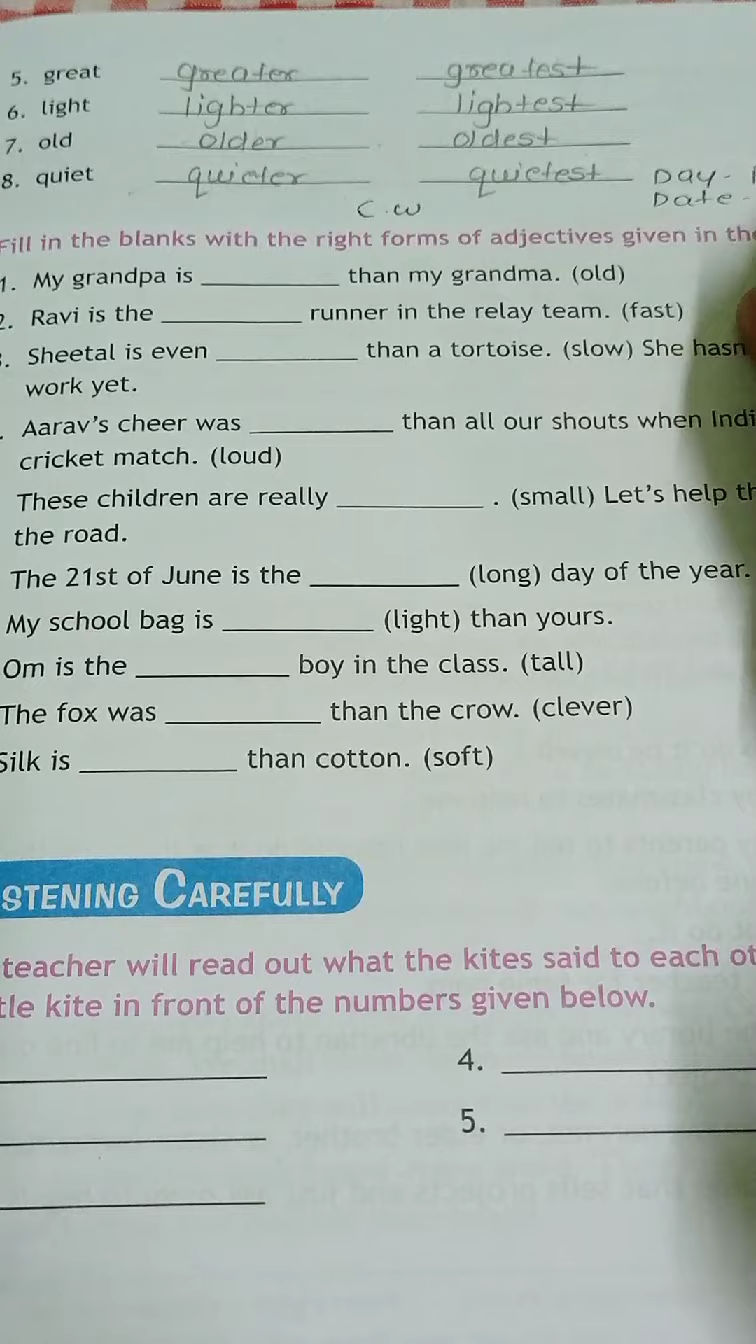 5. great greater greatest
6. light lighter lightest
7. old older oldest
8. quiet quieter quietest Day-
C.W Date-
Fill in the blanks with the right forms of adjectives given in the
1. My grandpa is ________ than my grandma. (old)
2. Ravi is the ________ runner in the relay team. (fast)
. Sheetal is even ________ than a tortoise. (slow) She hasn
work yet.
Aarav's cheer was ________ than all our shouts when Indi
cricket match. (loud)
These children are really ________ . (small) Let's help th
the road.
The 21st of June is the ________ (long) day of the year.
My school bag is ________ (light) than yours.
Om is the ________ boy in the class. (tall)
The fox was ________ than the crow. (clever)
Silk is ________ than cotton. (soft)
STENING CAREFULLY
teacher will read out what the kites said to each ot
tle kite in front of the numbers given below.
4. ________
5. ________